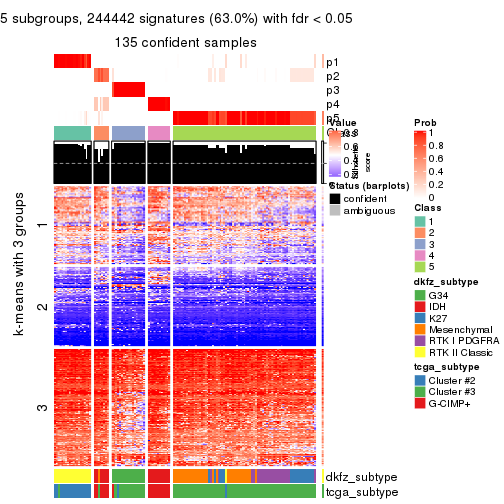 5 subgroups, 244442 signatures (63.0%) with fdr < 0.05
135 confident samples
p1
p2
p3
p4
p5
Class
1
2
3
k-means with 3 groups
dkfz_subtype
tcga_subtype
Value
0.8
0.6
0.4
0.2
0
Silhouette
score
Status (barplots)
confident
ambiguous
Prob
1
0.8
0.6
0.4
0.2
0
Class
1
2
3
4
5
dkfz_subtype
G34
IDH
K27
Mesenchymal
RTK I PDGFRA
RTK II Classic
tcga_subtype
Cluster #2
Cluster #3
G-CIMP+